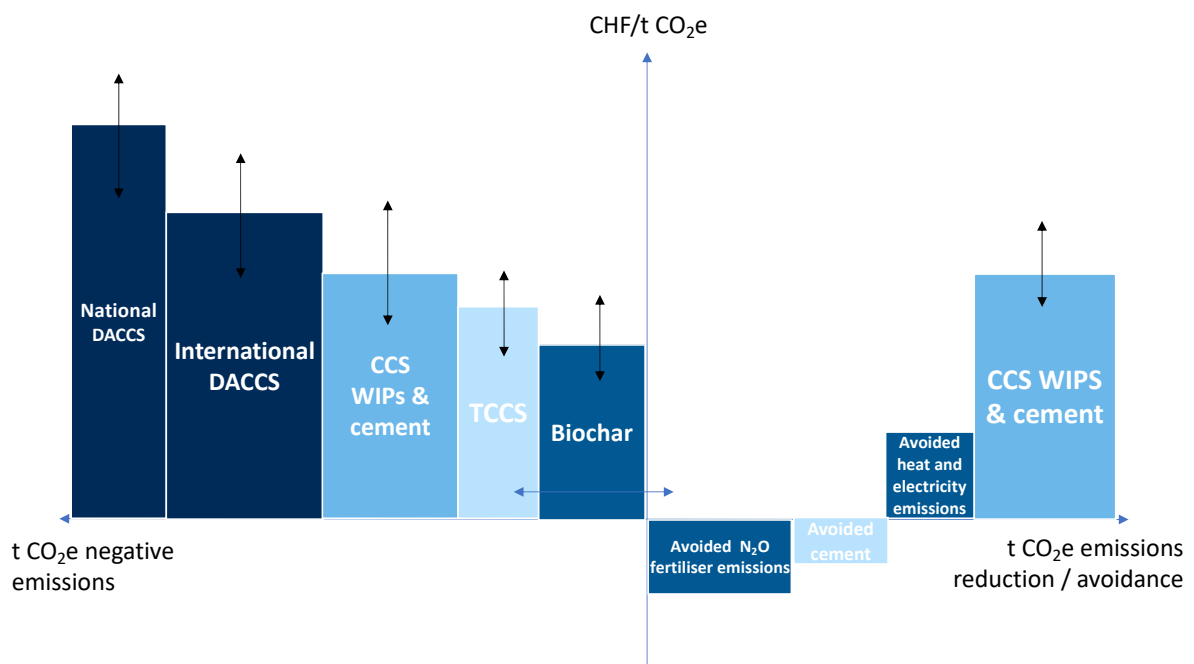 CHF/t CO₂e
National
DACCS
International
DACCS
CCS
WIPs &
cement
TCCS
Biochar
CCS WIPS
& cement
Avoided
heat and
electricity
emissions
Avoided N₂O
fertiliser emissions
Avoided
cement
t CO₂e negative
emissions
t CO₂e emissions
reduction / avoidance